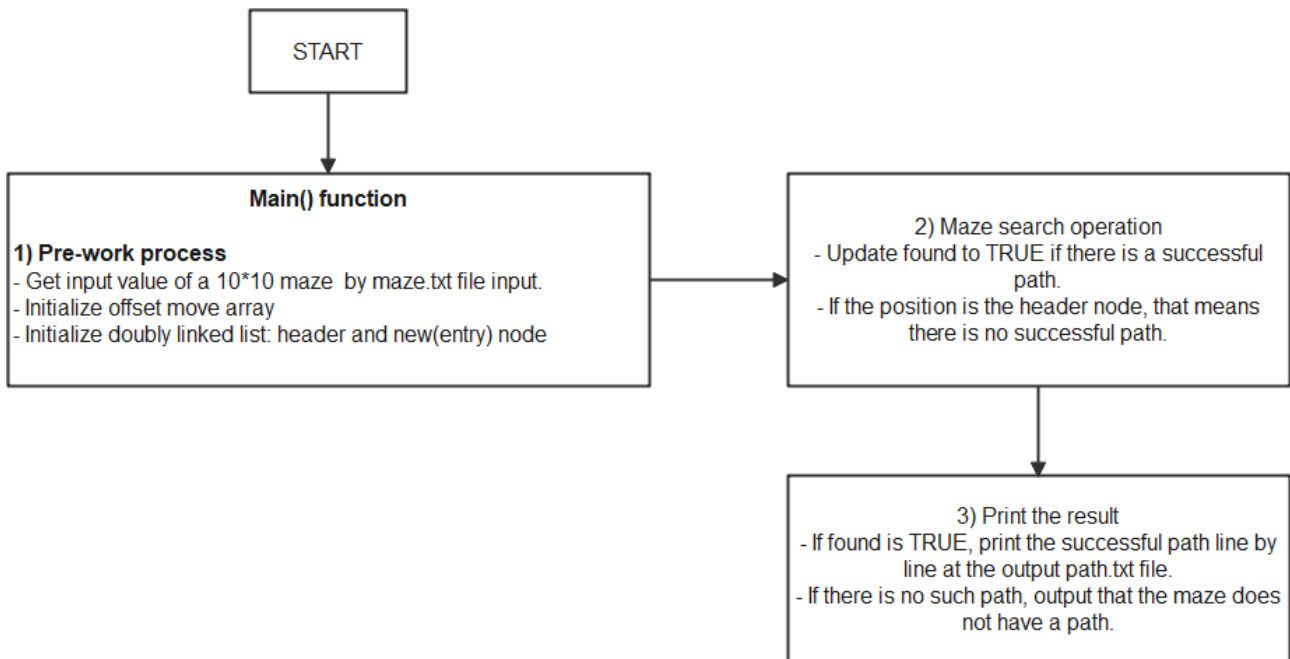 START
Main() function
1) Pre-work process
- Get input value of a 10*10 maze by maze.txt file input.
- Initialize offset move array
- Initialize doubly linked list: header and new(entry) node
2) Maze search operation
- Update found to TRUE if there is a successful
path.
- If the position is the header node, that means
there is no successful path.
3) Print the result
- If found is TRUE, print the successful path line by
line at the output path.txt file.
- If there is no such path, output that the maze does
not have a path.